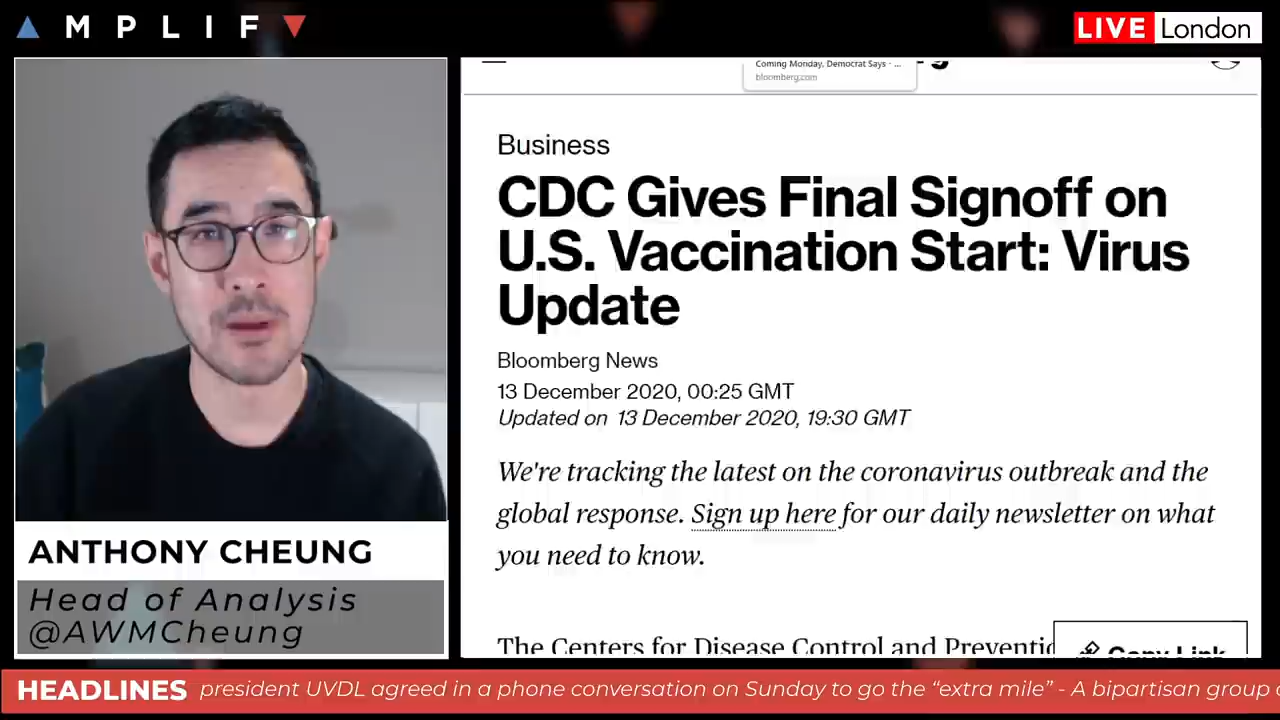 AMPLIFY
LIVE London
Coming Monday, Democrat Says - ...
bloomberg.com
Business
CDC Gives Final Signoff on
U.S. Vaccination Start: Virus
Update
Bloomberg News
13 December 2020, 00:25 GMT
Updated on 13 December 2020, 19:30 GMT
We're tracking the latest on the coronavirus outbreak and the
global response. Sign up here for our daily newsletter on what
you need to know.
The Centers for Disease Control and Preventio
Copy Link
ANTHONY CHEUNG
Head of Analysis
@AWMCheung
HEADLINES president UVDL agreed in a phone conversation on Sunday to go the “extra mile” - A bipartisan group